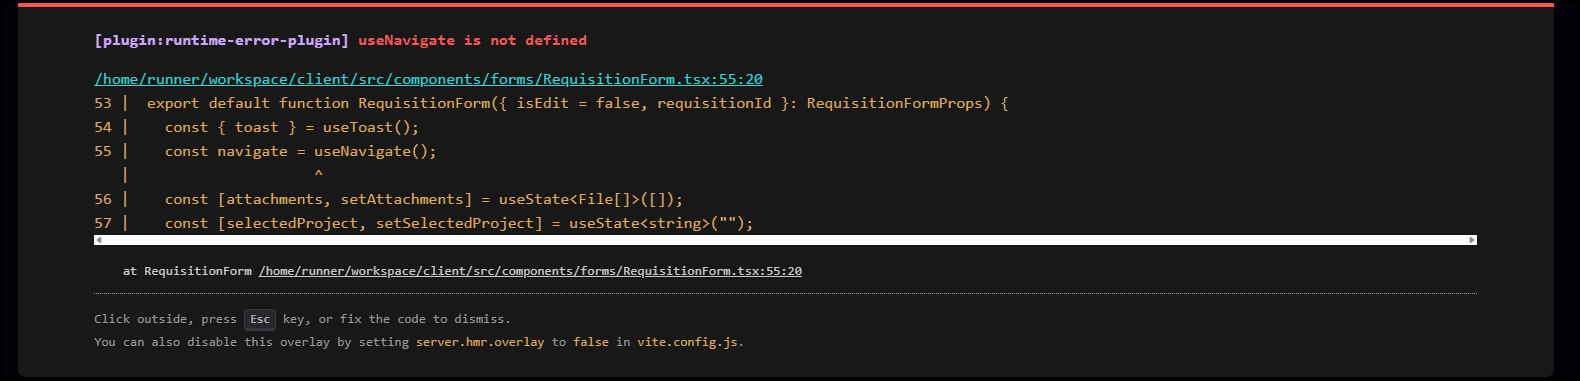 [plugin:runtime-error-plugin] useNavigate is not defined
/home/runner/workspace/client/src/components/forms/RequisitionForm.tsx:55:20
53 |  export default function RequisitionForm({ isEdit = false, requisitionId }: RequisitionFormProps) {
54 |    const { toast } = useToast();
55 |    const navigate = useNavigate();
   |                     ^
56 |    const [attachments, setAttachments] = useState<File[]>([]);
57 |    const [selectedProject, setSelectedProject] = useState<string>("");
at RequisitionForm /home/runner/workspace/client/src/components/forms/RequisitionForm.tsx:55:20
Click outside, press Esc key, or fix the code to dismiss.
You can also disable this overlay by setting server.hmr.overlay to false in vite.config.js.